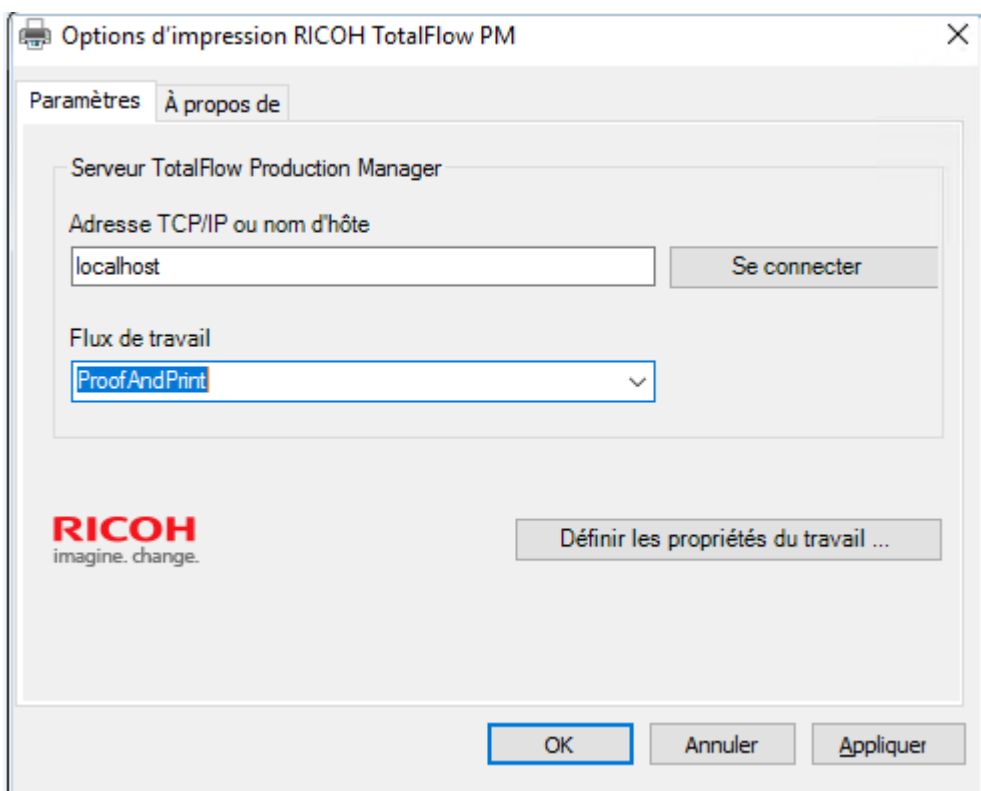 Options d'impression RICOH TotalFlow PM
Paramètres
À propos de
Serveur TotalFlow Production Manager
Adresse TCP/IP ou nom d'hôte
localhost
Se connecter
Flux de travail
ProofAndPrint
RICOH
imagine. change.
Définir les propriétés du travail ...
OK
Annuler
Appliquer